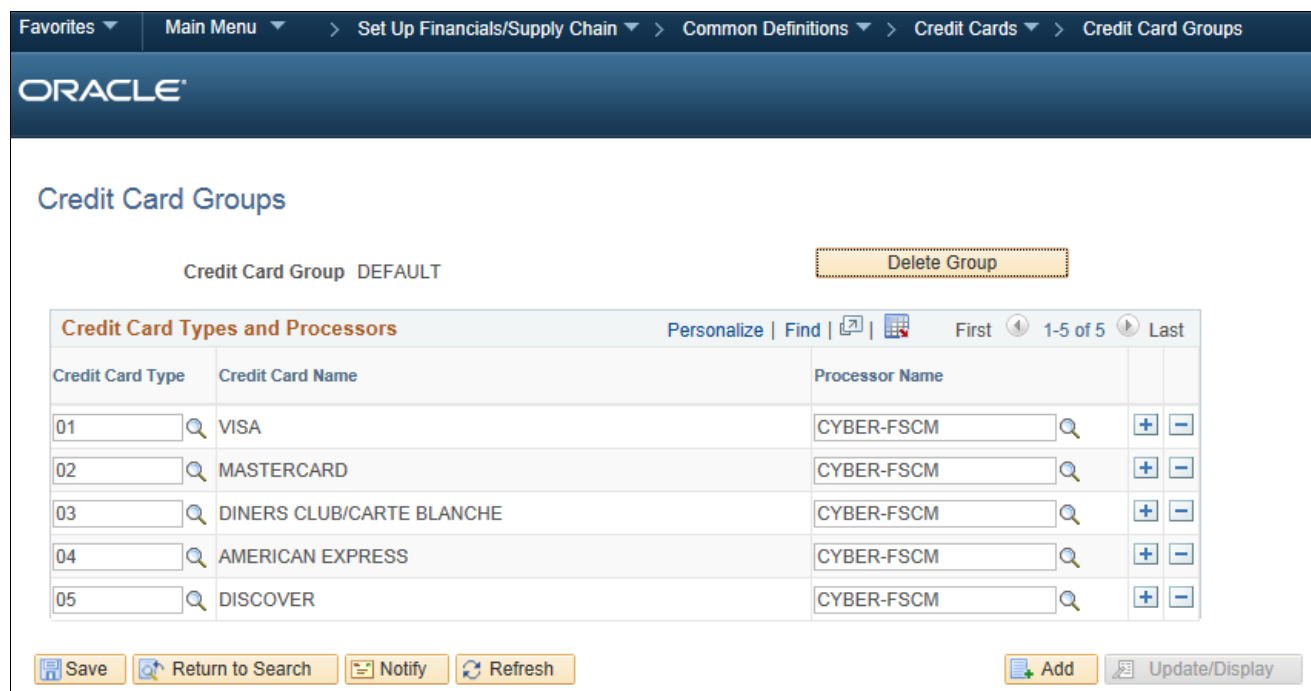 Favorites Main Menu > Set Up Financials/Supply Chain > Common Definitions > Credit Cards > Credit Card Groups
ORACLE
Credit Card Groups
Credit Card Group DEFAULT Delete Group
Credit Card Types and Processors Personalize | Find | | First 1-5 of 5 Last
Credit Card Type Credit Card Name Processor Name
01 VISA CYBER-FSCM
02 MASTERCARD CYBER-FSCM
03 DINERS CLUB/CARTE BLANCHE CYBER-FSCM
04 AMERICAN EXPRESS CYBER-FSCM
05 DISCOVER CYBER-FSCM
Save Return to Search Notify Refresh Add Update/Display